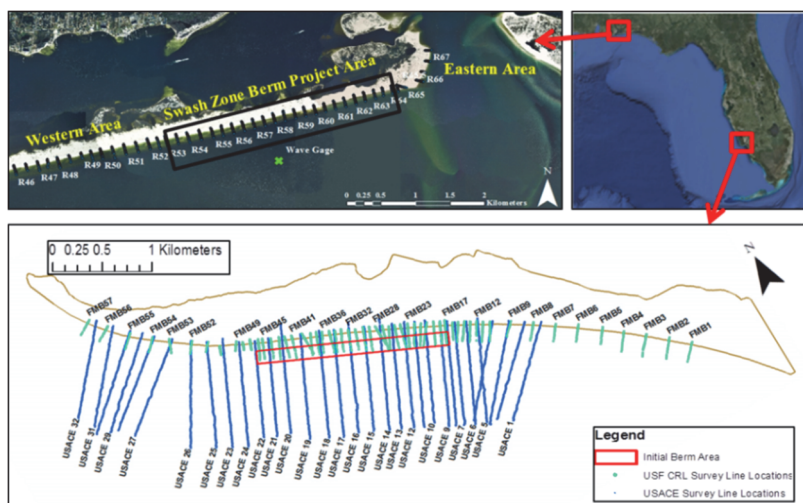 R67
R66
Eastern Area
R65
R64
Swash Zone Berm Project Area
R63
R62
R61
R60
R59
R58
R57
R56
R55
R54
R53
Western Area
R52
R51
R50
R49
R48
R47
R46
Wave Gage
N
0 0.25 0.5 1 1.5 2
Kilometers
0 0.25 0.5 1 Kilometers
N
FMB57
FMB56
FMB55
FMB54
FMB53
FMB52
FMB49
FMB45
FMB41
FMB36
FMB32
FMB28
FMB23
FMB17
FMB12
FMB9
FMB8
FMB7
FMB6
FMB5
FMB4
FMB3
FMB2
FMB1
USACE 32
USACE 31
USACE 29
USACE 27
USACE 26
USACE 25
USACE 23
USACE 24
USACE 22
USACE 21
USACE 20
USACE 19
USACE 18
USACE 17
USACE 16
USACE 15
USACE 14
USACE 13
USACE 12
USACE 10
USACE 9
USACE 7
USACE 6
USACE 5
USACE 1
Legend
Initial Berm Area
USF CRL Survey Line Locations
USACE Survey Line Locations